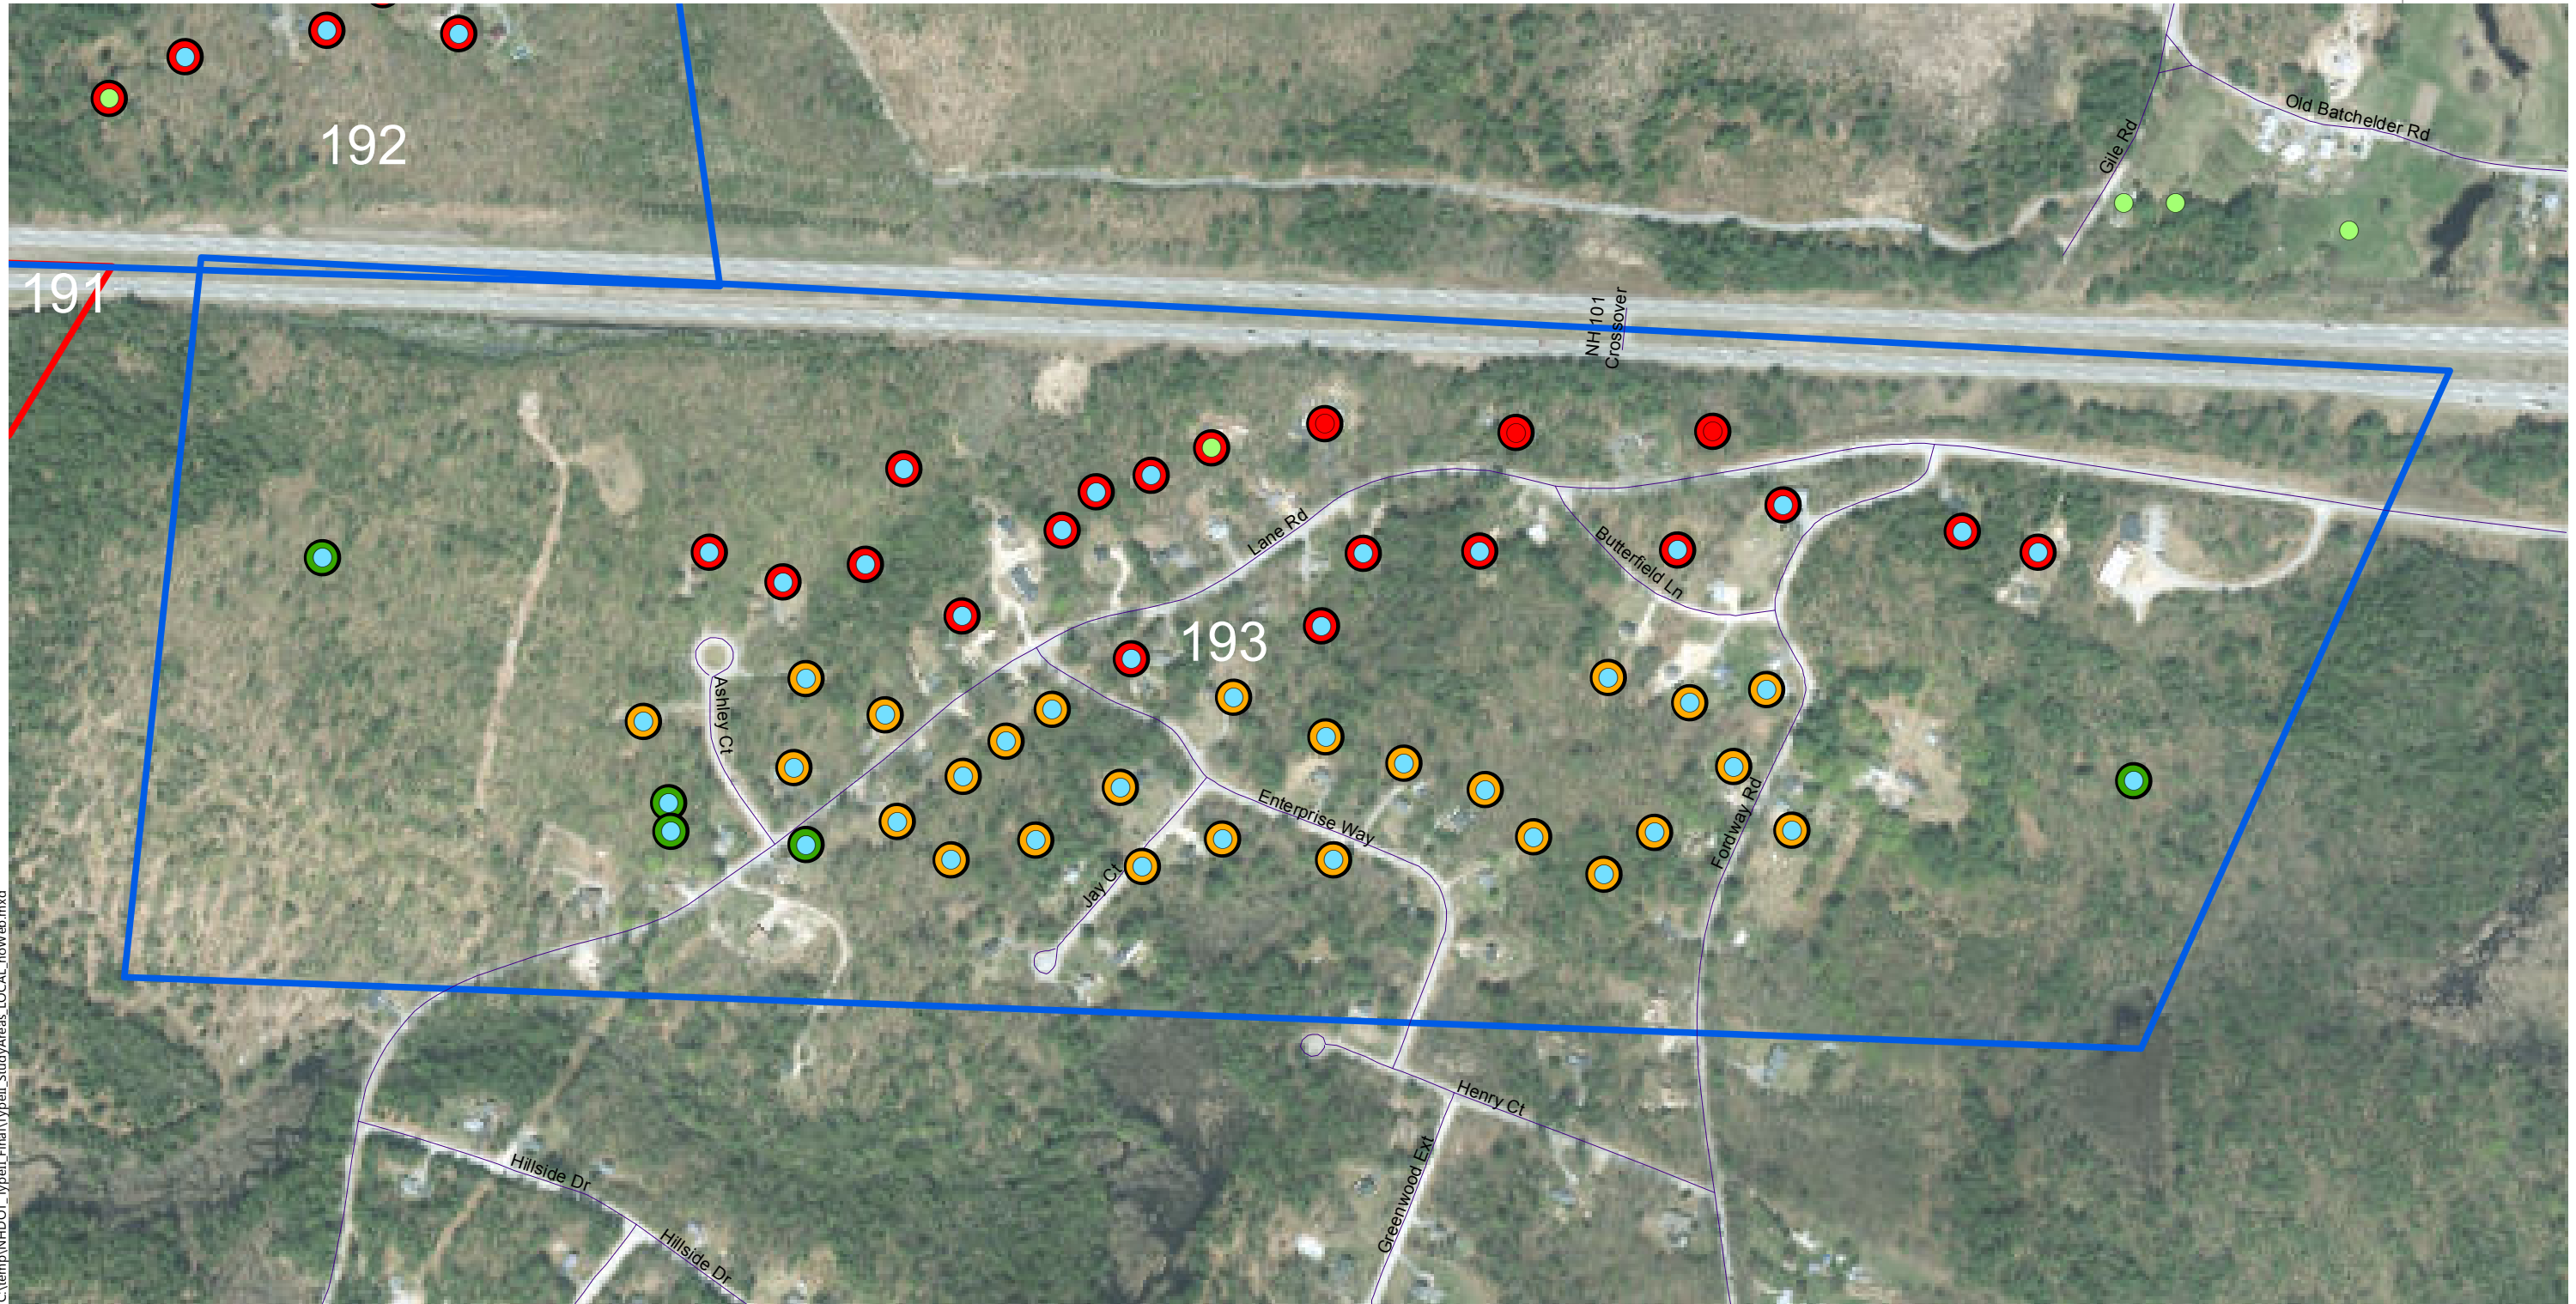 192
Old Batchelder Rd
Gile Rd
191
NH 101
Crossover
Lane Rd
Butterfield Ln
193
Ashley Ct
Enterprise Way
Fordway Rd
Jay Ct
Henry Ct
Greenwood Ext
Hillside Dr
Hillside Dr